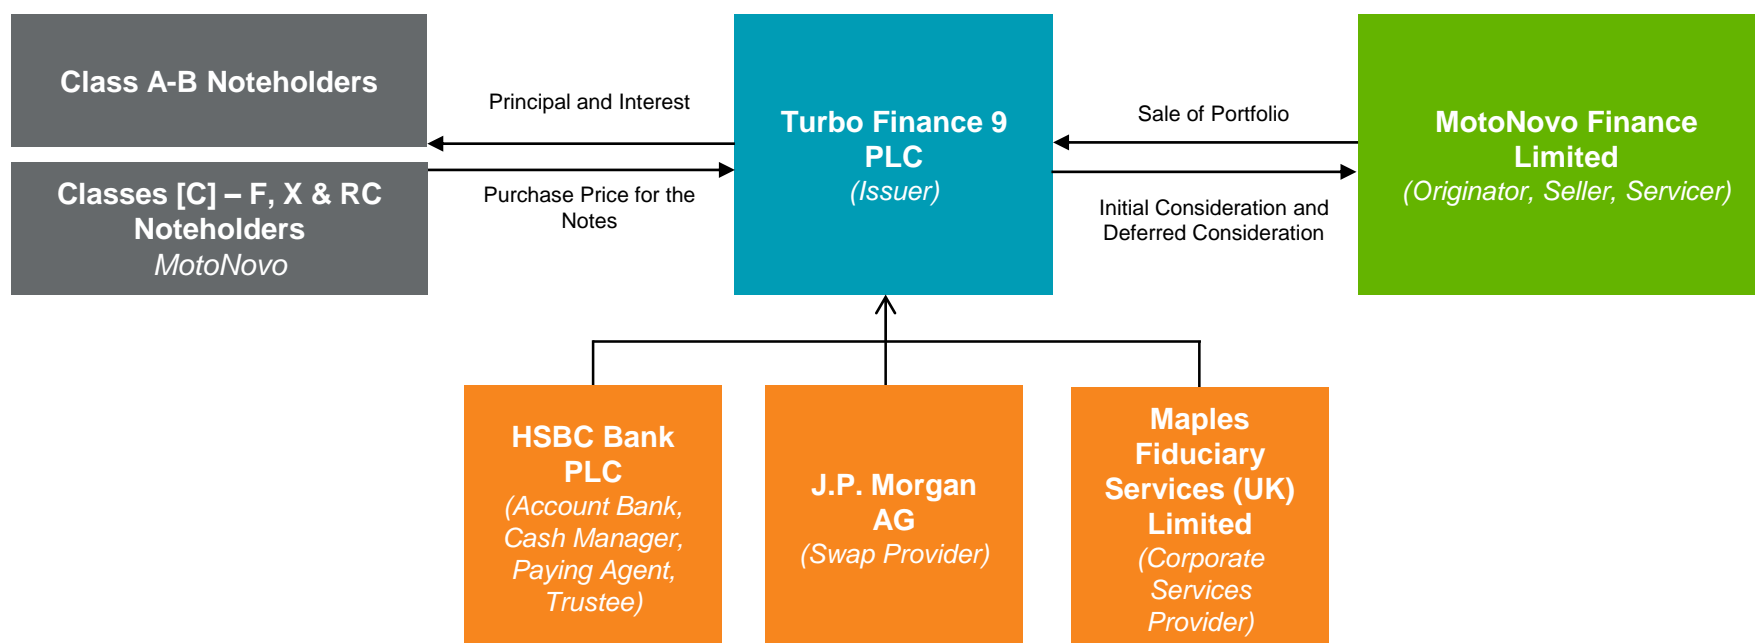 Class A-B Noteholders
Classes [C] – F, X & RC
Noteholders
MotoNovo
Principal and Interest
Purchase Price for the
Notes
Turbo Finance 9
PLC
(Issuer)
Sale of Portfolio
Initial Consideration and
Deferred Consideration
MotoNovo Finance
Limited
(Originator, Seller, Servicer)
HSBC Bank
PLC
(Account Bank,
Cash Manager,
Paying Agent,
Trustee)
J.P. Morgan
AG
(Swap Provider)
Maples
Fiduciary
Services (UK)
Limited
(Corporate
Services
Provider)